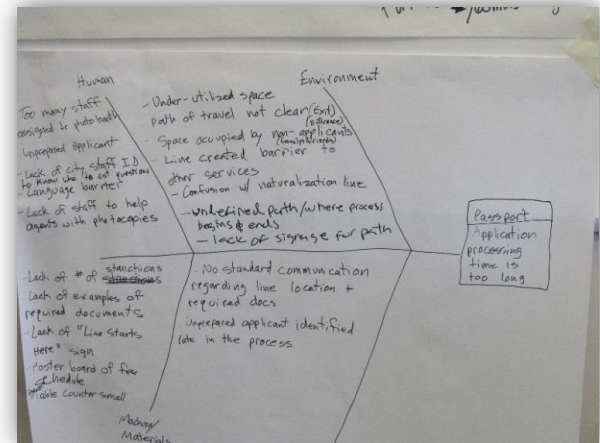 Human
Too many staff
assigned to photobooth
Unprepared Applicant
- Lack of city staff ID
to know who to ask questions
- Language barrier
- Lack of staff to help
agents with photocopies
Environment
- Under-utilized space
path of travel not clear (Exit)
(Entrance)
- Space occupied by non-applicants
- Line created barrier to
other services
- Confusion w/ naturalization line
- undefined path/where process
begins & ends
- lack of signage for path
Passport
Application
processing
time is
too long
- Lack of # of stanchions
- Lack of examples of
required documents
- Lack of "Line Starts
Here" sign
- Poster board of fee
schedule
table counter small
Machine/
Materials
- No standard communication
regarding line location +
required docs
Unprepared applicant identified
late in the process